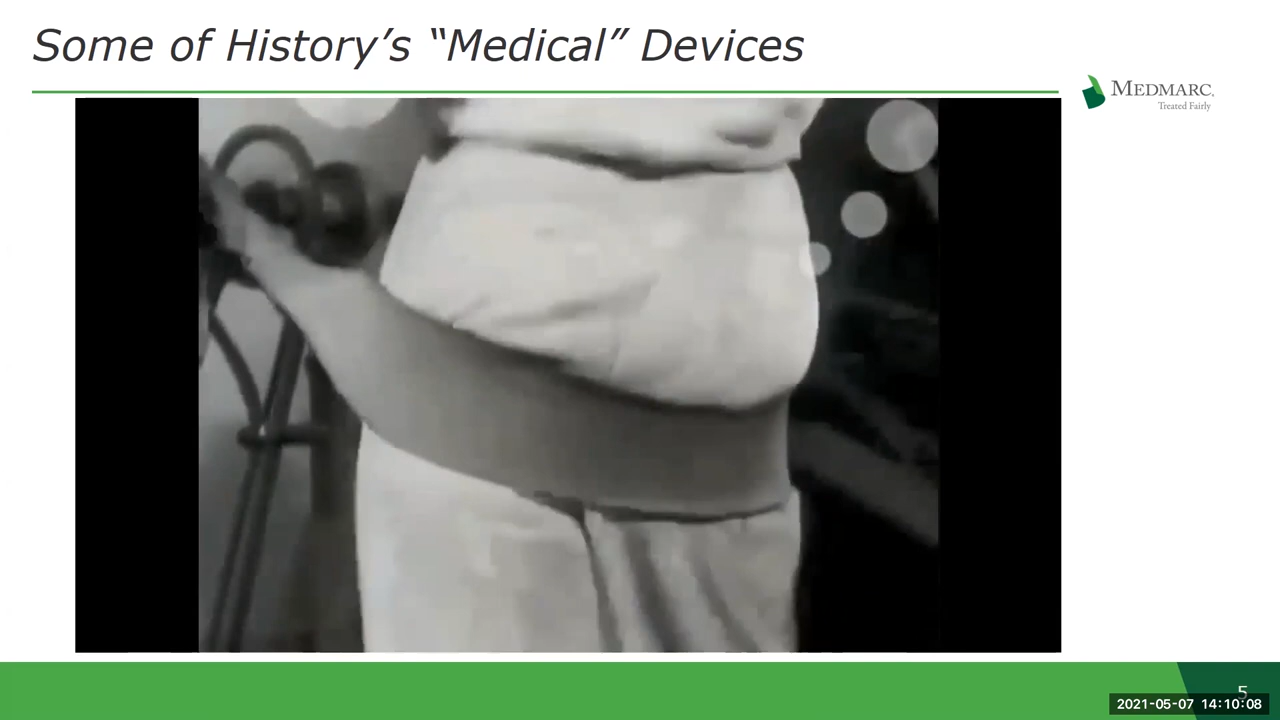 Some of History’s “Medical” Devices
MEDMARC
Treated Fairly
5
2021-05-07 14:10:08